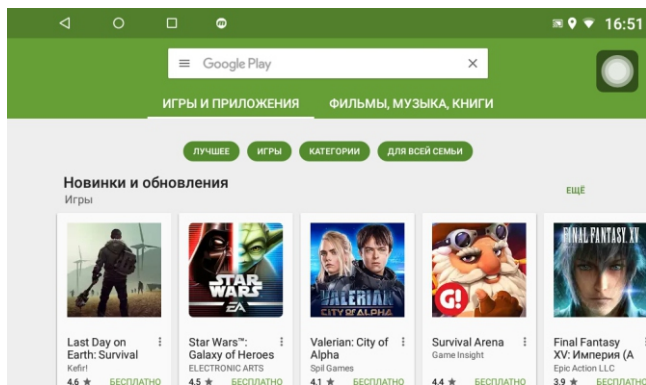 16:51
Google Play
ИГРЫ И ПРИЛОЖЕНИЯ
ФИЛЬМЫ, МУЗЫКА, КНИГИ
ЛУЧШЕЕ
ИГРЫ
КАТЕГОРИИ
ДЛЯ ВСЕЙ СЕМЬИ
Новинки и обновления
Игры
ЕЩЁ
STAR
WARS
EA
VALERIAN
CITY OF ALPHA
G!
FINAL FANTASY XV
Last Day on
Earth: Survival
Kefir!
4.6 ★ БЕСПЛАТНО
Star Wars™:
Galaxy of Heroes
ELECTRONIC ARTS
4.5 ★ БЕСПЛАТНО
Valerian: City of
Alpha
Spil Games
4.1 ★ БЕСПЛАТНО
Survival Arena
Game Insight
4.4 ★ БЕСПЛАТНО
Final Fantasy
XV: Империя (A
Epic Action LLC
3.9 ★ БЕСПЛАТНО